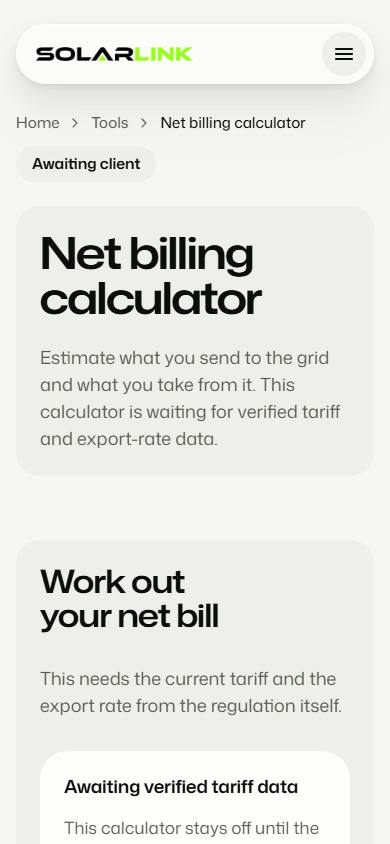 SOLARLINK
Home > Tools > Net billing calculator
Awaiting client
Net billing
calculator
Estimate what you send to the grid
and what you take from it. This
calculator is waiting for verified tariff
and export-rate data.
Work out
your net bill
This needs the current tariff and the
export rate from the regulation itself.
Awaiting verified tariff data
This calculator stays off until the